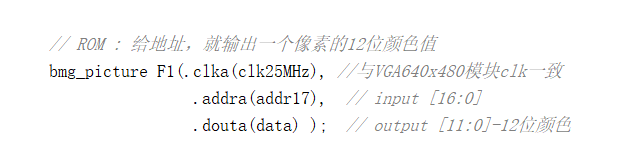 // ROM : 给地址，就输出一个像素的12位颜色值
bmg_picture F1(.clka(clk25MHz), //与VGA640x480模块clk一致
.addra(addr17), // input [16:0]
.douta(data) ); // output [11:0]-12位颜色